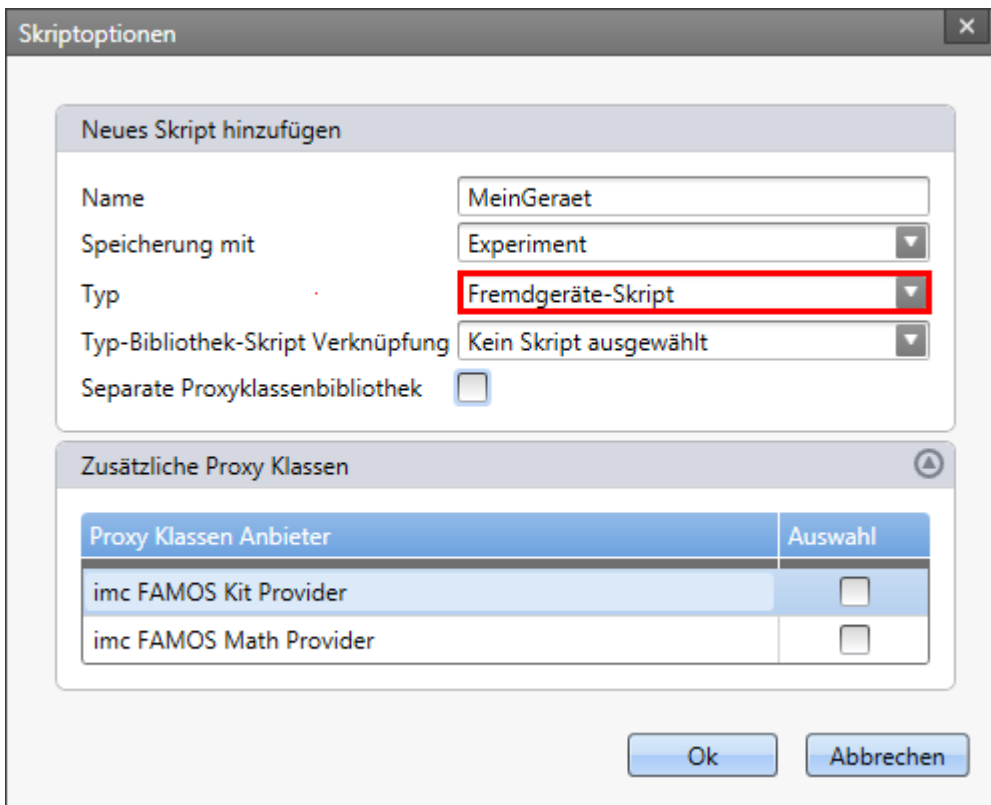 Skriptoptionen
Neues Skript hinzufügen
Name MeinGeraet
Speicherung mit Experiment
Typ Fremdgeräte-Skript
Typ-Bibliothek-Skript Verknüpfung Kein Skript ausgewählt
Separate Proxyklassenbibliothek
Zusätzliche Proxy Klassen
Proxy Klassen Anbieter Auswahl
imc FAMOS Kit Provider
imc FAMOS Math Provider
Ok Abbrechen